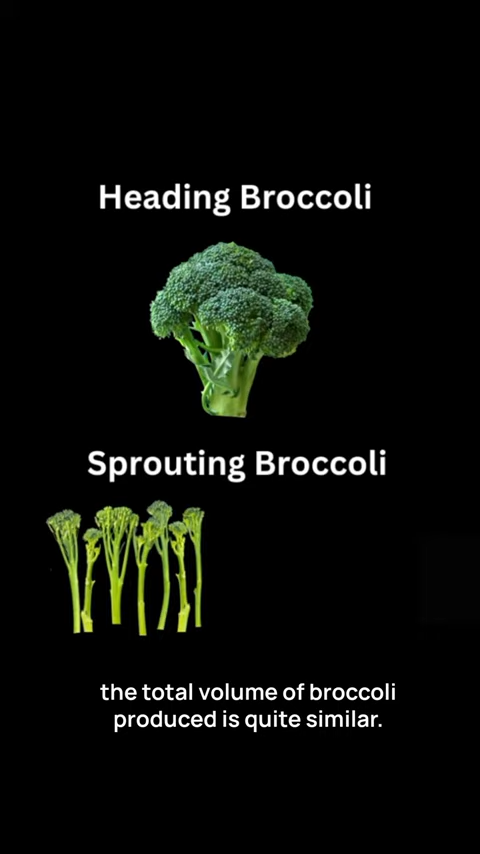 Heading Broccoli
Sprouting Broccoli
the total volume of broccoli
produced is quite similar.